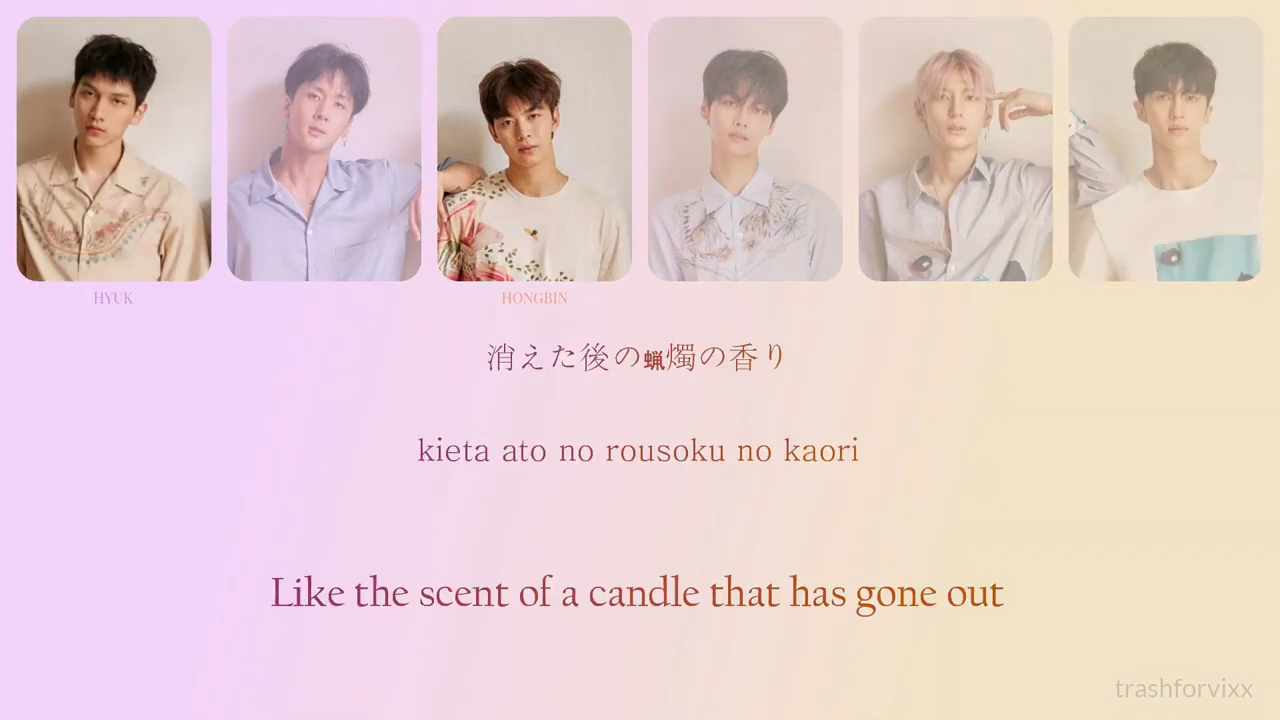 HYUK
HONGBIN
消えた後の蝋燭の香り
kieta ato no rousoku no kaori
Like the scent of a candle that has gone out
trashforvixx